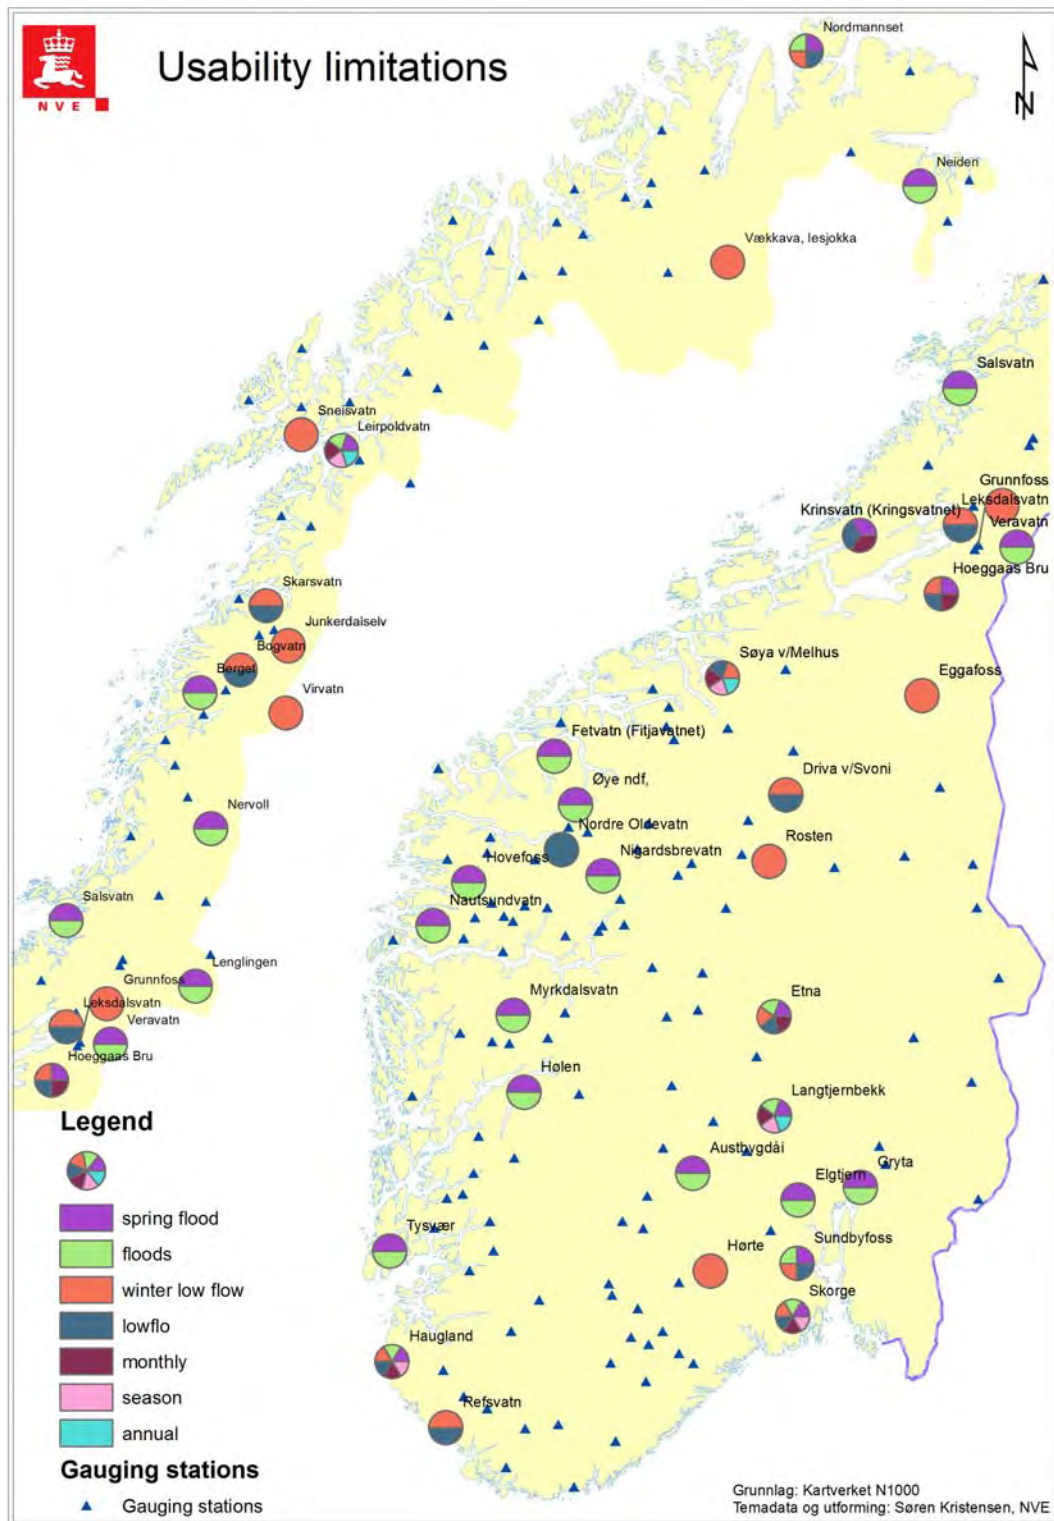 NVE
Usability limitations
N
Nordmannset
Neiden
Vækkava, Iesjokka
Salsvatn
Sneisvatn
Leirpoldvatn
Grunnfoss
Leksdalsvatn
Krinsvatn (Kringsvatnet)
Veravatn
Hoeggaas Bru
Skarsvatn
Junkerdalselv
Bogvatn
Berget
Virvatn
Søya v/Melhus
Eggafoss
Fetvatn (Fitjavatnet)
Øye ndf,
Driva v/Svoni
Nordre Oldevatn
Rosten
Nervoll
Hovefoss
Nigardsbrevatn
Salsvatn
Nautsundvatn
Lenglingen
Grunnfoss
Leksdalsvatn
Veravatn
Hoeggaas Bru
Myrkdalsvatn
Etna
Hølen
Langtjernbekk
Austbygdåi
Elgtjern
Gryta
Tysvær
Hørte
Sundbyfoss
Skorge
Haugland
Refsvatn
Legend
spring flood
floods
winter low flow
lowflo
monthly
season
annual
Gauging stations
Gauging stations
Grunnlag: Kartverket N1000
Temadata og utforming: Søren Kristensen, NVE